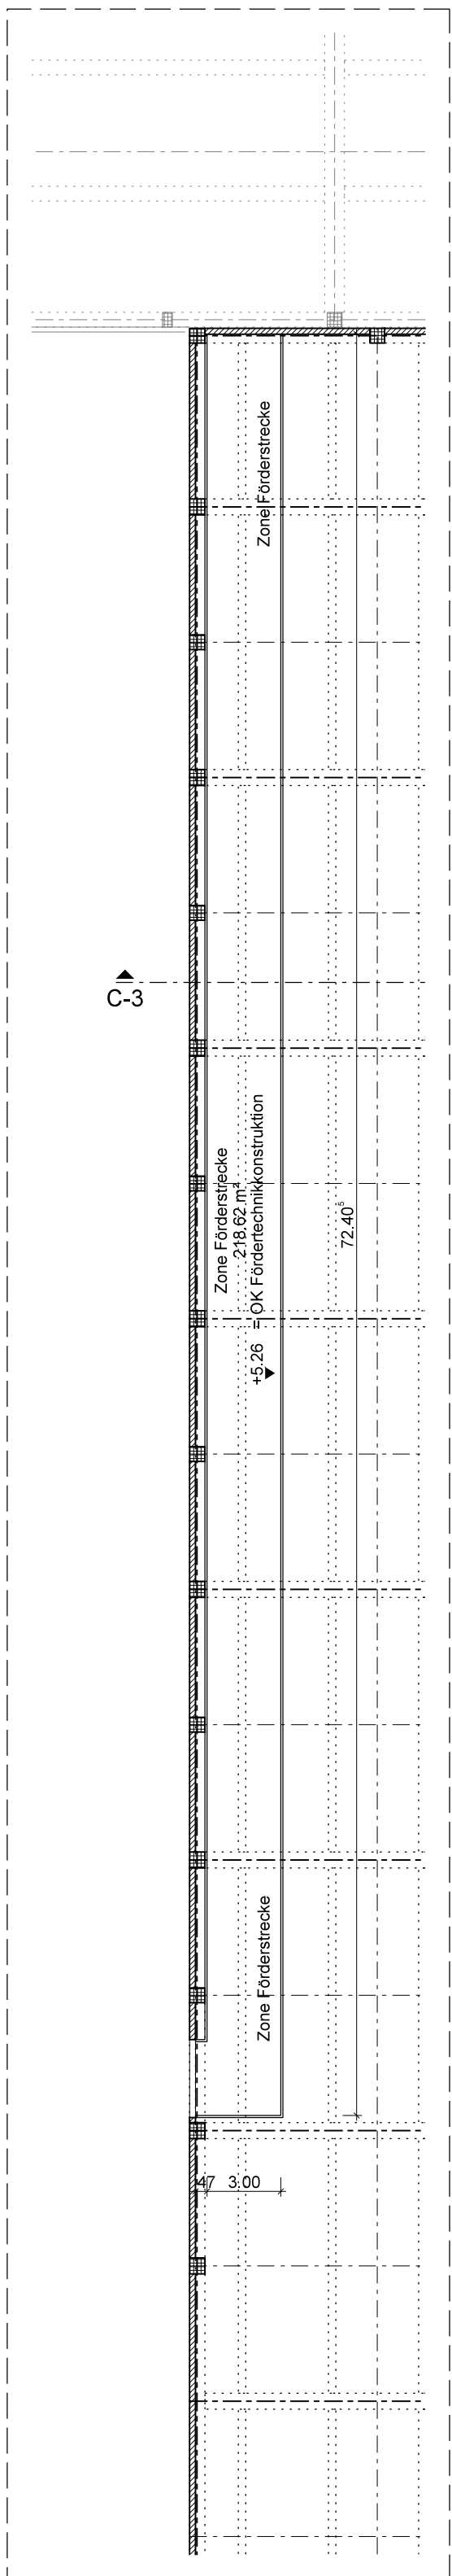 Zone Förderstrecke
C-3
Zone Förderstrecke
218.62 m²
+5.26 = OK Fördertechnikkonstruktion
72.40⁵
Zone Förderstrecke
47 3.00